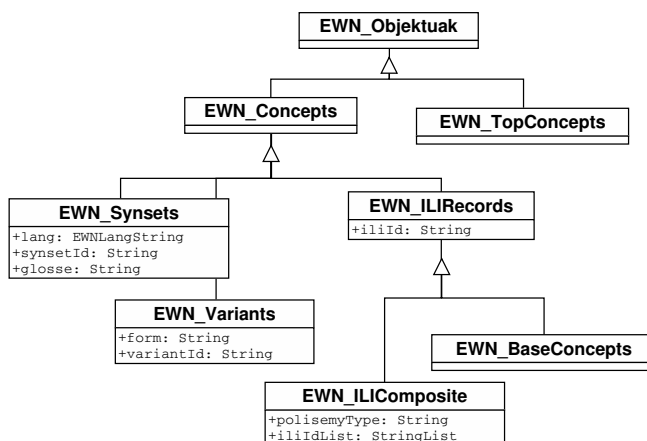 EWN_Objektuak
EWN_Concepts
EWN_TopConcepts
EWN_Synsets
+lang: EWNLangString
+synsetId: String
+glosse: String
EWN_ILIRecords
+iliId: String
EWN_Variants
+form: String
+variantId: String
EWN_BaseConcepts
EWN_ILIComposite
+polisemyType: String
+iliIdList: StringList